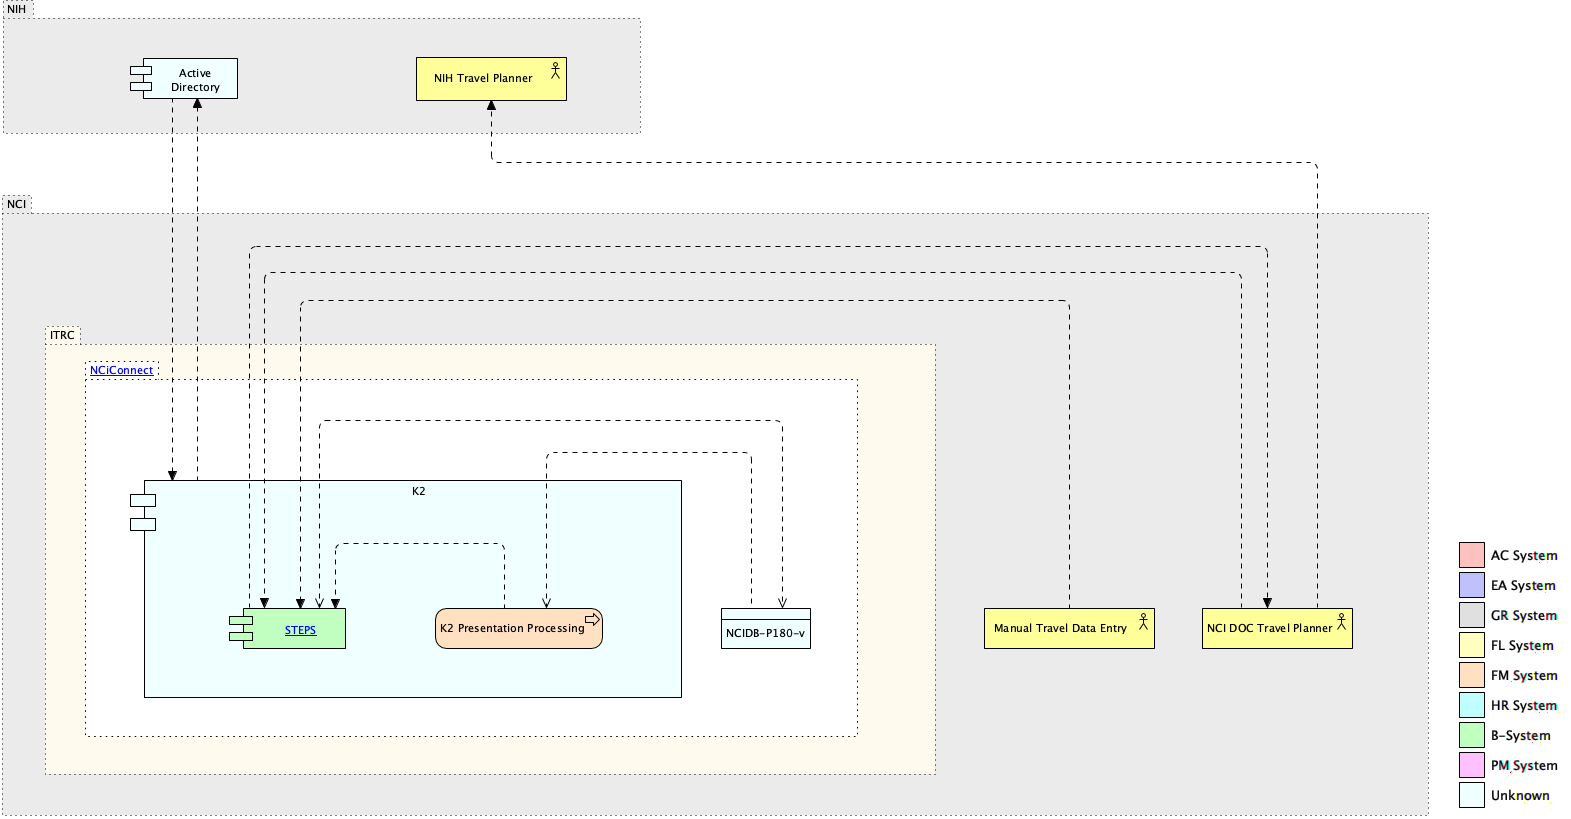 NIH
Active
Directory
NIH Travel Planner
NCI
ITRC
NCiConnect
K2
STEPS
K2 Presentation Processing
NCIDB-P180-v
Manual Travel Data Entry
NCI DOC Travel Planner
AC System
EA System
GR System
FL System
FM System
HR System
B-System
PM System
Unknown